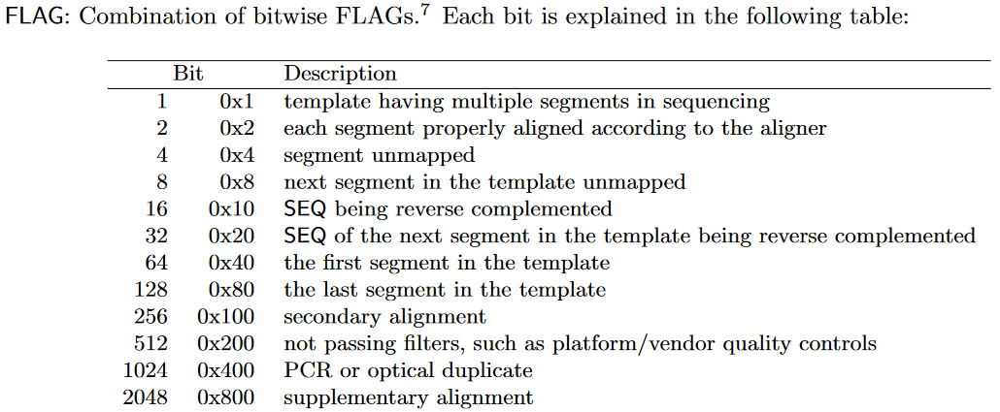 FLAG: Combination of bitwise FLAGs.7 Each bit is explained in the following table:
Bit Description
1 0x1 template having multiple segments in sequencing
2 0x2 each segment properly aligned according to the aligner
4 0x4 segment unmapped
8 0x8 next segment in the template unmapped
16 0x10 SEQ being reverse complemented
32 0x20 SEQ of the next segment in the template being reverse complemented
64 0x40 the first segment in the template
128 0x80 the last segment in the template
256 0x100 secondary alignment
512 0x200 not passing filters, such as platform/vendor quality controls
1024 0x400 PCR or optical duplicate
2048 0x800 supplementary alignment